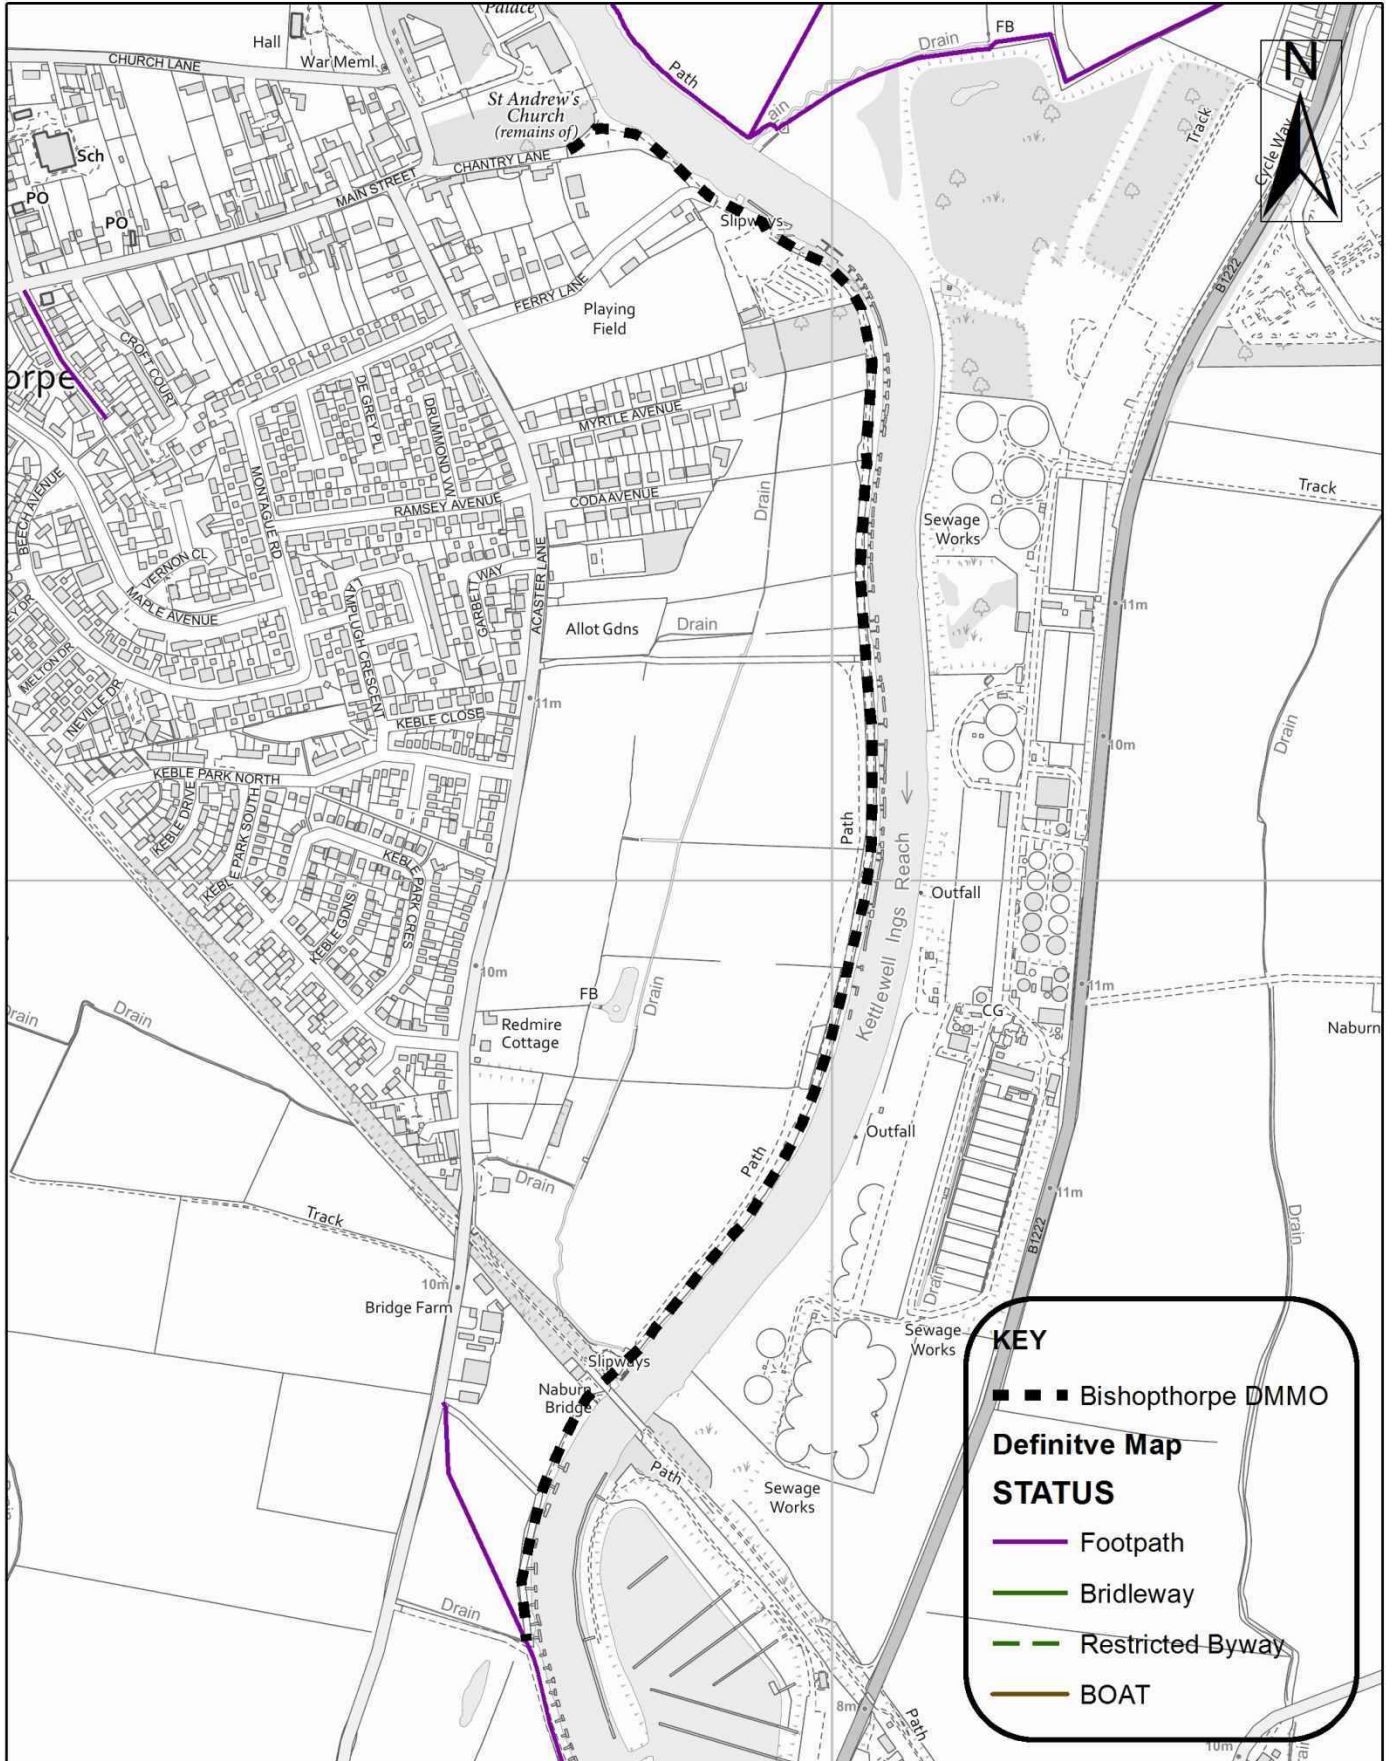 Palace
Hall
War Meml
CHURCH LANE
Path
Drain
FB
N
St Andrew's
Church
(remains of)
ain
Track
Cycle Way
Sch
CHANTRY LANE
MAIN STREET
PO
PO
Slipways
B1222
FERRY LANE
Playing
Field
CROFT COURT
orpe
DE GREY PL
DRUMMOND VW
MYRTLE AVENUE
MONTAGUE RD
BEECH AVENUE
RAMSEY AVENUE
CODA AVENUE
Drain
Track
Sewage
Works
VERNON CL
MAPLE AVENUE
LAMPLUGH CRESCENT
GARBETT WAY
ACASTER LANE
11m
Allot Gdns
Drain
EY DR
MELTON DR
NEVILLE DR
11m
KEBLE CLOSE
Drain
10m
KEBLE PARK NORTH
KEBLE DRIVE
KEBLE PARK SOUTH
Path
KEBLE PARK CRES
KEBLE GDNS
Kettlewell Ings Reach
Outfall
10m
FB
Drain
11m
CG
Drain
Drain
Redmire
Cottage
Naburn
Outfall
Path
Drain
11m
Track
B1222
Drain
10m
Bridge Farm
Drain
Slipways
Sewage
Works
Naburn
Bridge
Path
Sewage
Works
Drain
8m
Path
10m
KEY
Bishopthorpe DMMO
Definitve Map
STATUS
Footpath
Bridleway
Restricted Byway
BOAT